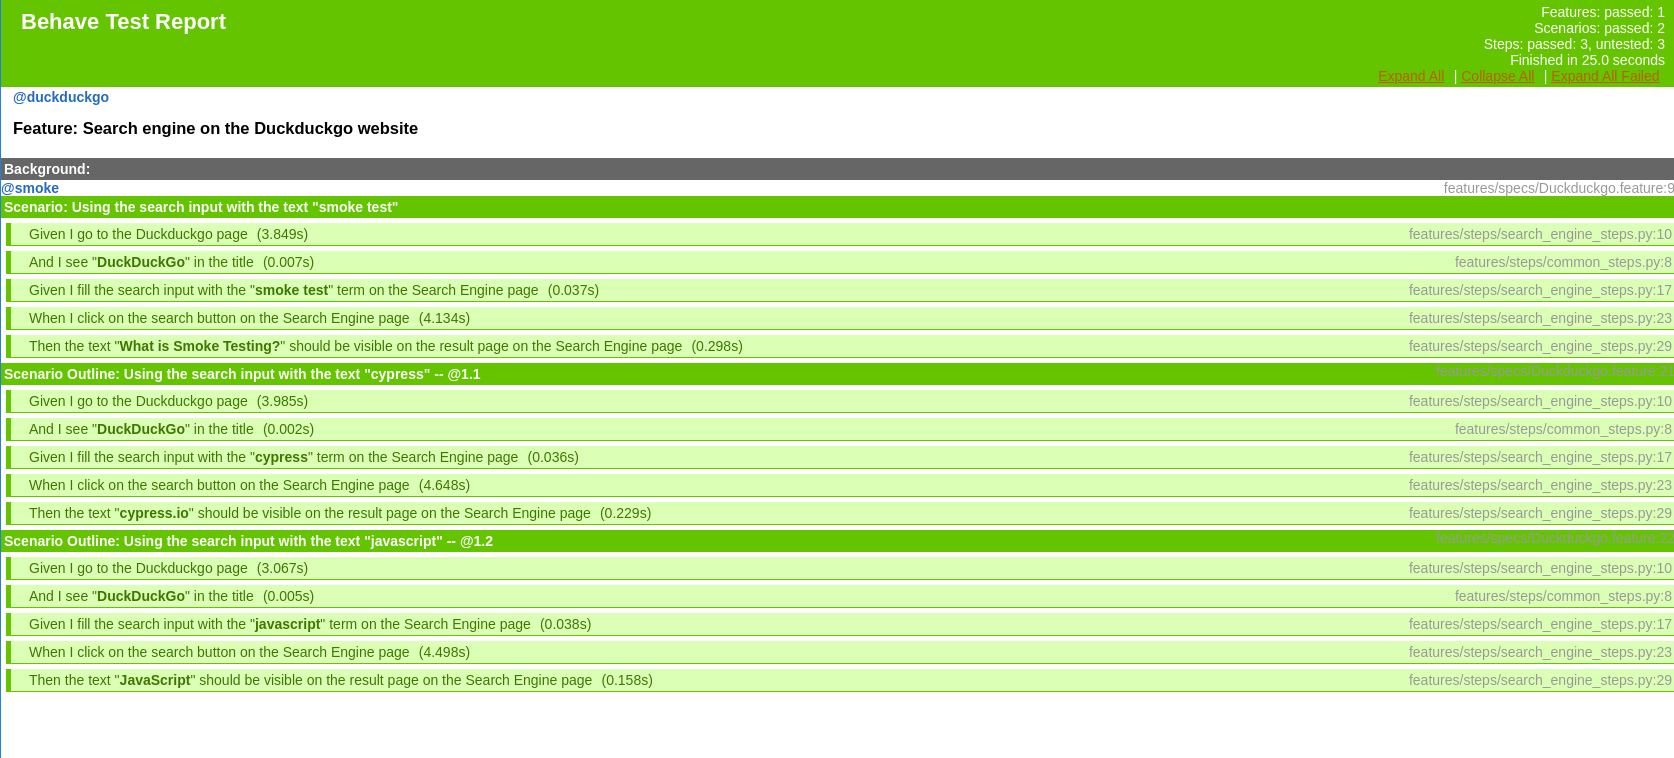 Behave Test Report
Features: passed: 1
Scenarios: passed: 2
Steps: passed: 3, untested: 3
Finished in 25.0 seconds
Expand All | Collapse All | Expand All Failed
@duckduckgo
Feature: Search engine on the Duckduckgo website
Background:
@smoke features/specs/Duckduckgo.feature:9
Scenario: Using the search input with the text "smoke test"
Given I go to the Duckduckgo page (3.849s) features/steps/search_engine_steps.py:10
And I see "DuckDuckGo" in the title (0.007s) features/steps/common_steps.py:8
Given I fill the search input with the "smoke test" term on the Search Engine page (0.037s) features/steps/search_engine_steps.py:17
When I click on the search button on the Search Engine page (4.134s) features/steps/search_engine_steps.py:23
Then the text "What is Smoke Testing?" should be visible on the result page on the Search Engine page (0.298s) features/steps/search_engine_steps.py:29
Scenario Outline: Using the search input with the text "cypress" -- @1.1 features/specs/Duckduckgo.feature:21
Given I go to the Duckduckgo page (3.985s) features/steps/search_engine_steps.py:10
And I see "DuckDuckGo" in the title (0.002s) features/steps/common_steps.py:8
Given I fill the search input with the "cypress" term on the Search Engine page (0.036s) features/steps/search_engine_steps.py:17
When I click on the search button on the Search Engine page (4.648s) features/steps/search_engine_steps.py:23
Then the text "cypress.io" should be visible on the result page on the Search Engine page (0.229s) features/steps/search_engine_steps.py:29
Scenario Outline: Using the search input with the text "javascript" -- @1.2
Given I go to the Duckduckgo page (3.067s) features/steps/search_engine_steps.py:10
And I see "DuckDuckGo" in the title (0.005s) features/steps/common_steps.py:8
Given I fill the search input with the "javascript" term on the Search Engine page (0.038s) features/steps/search_engine_steps.py:17
When I click on the search button on the Search Engine page (4.498s) features/steps/search_engine_steps.py:23
Then the text "JavaScript" should be visible on the result page on the Search Engine page (0.158s) features/steps/search_engine_steps.py:29